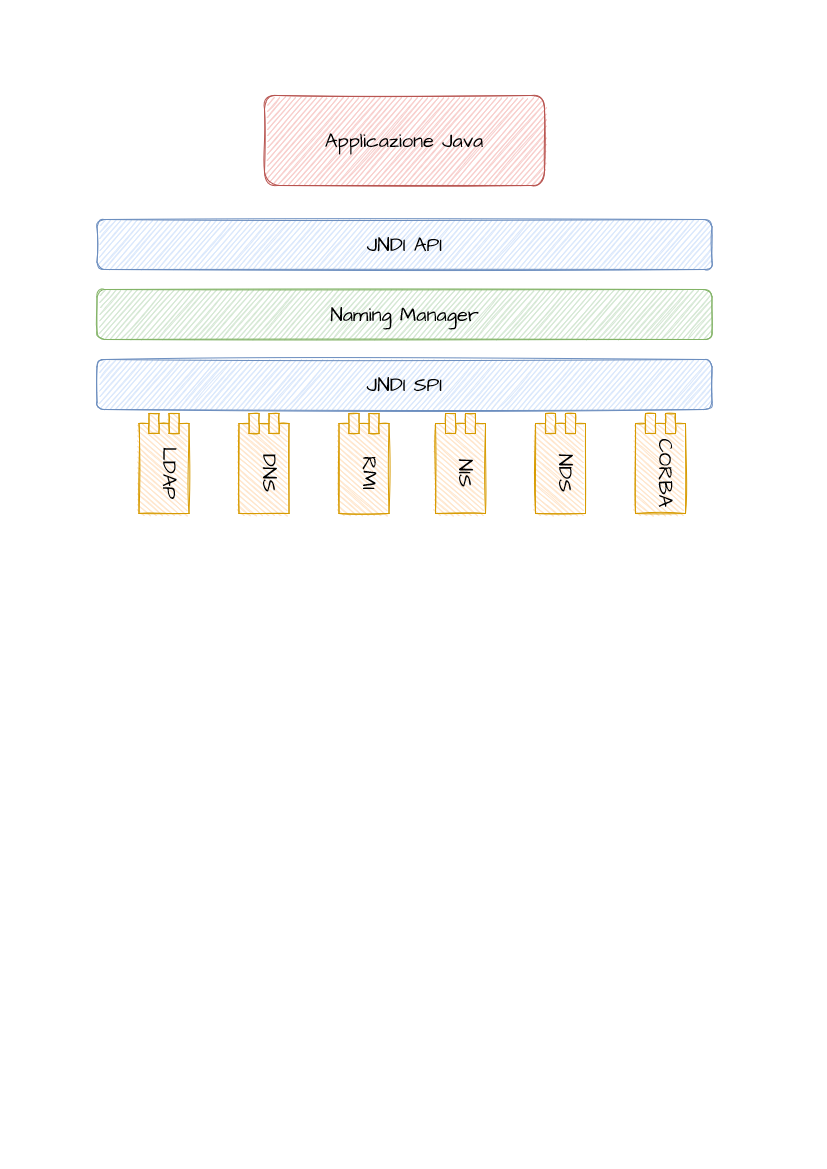 Applicazione Java
JNDI API
Naming Manager
JNDI SPI
LDAP
DNS
RMI
NIS
NDS
CORBA